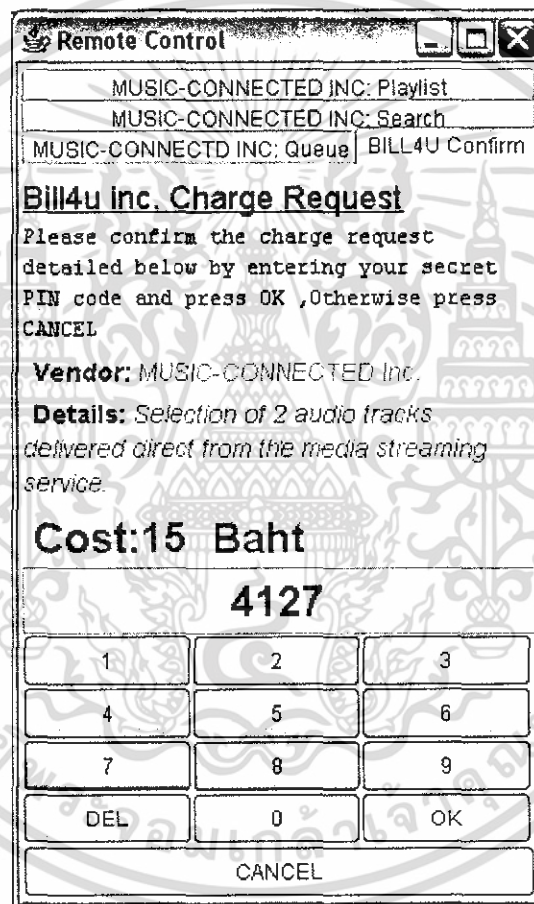 Remote Control
MUSIC-CONNECTED INC: Playlist
MUSIC-CONNECTED INC: Search
MUSIC-CONNECTD INC: Queue BILL4U Confirm
Bill4u inc. Charge Request
Please confirm the charge request
detailed below by entering your secret
PIN code and press OK ,Otherwise press
CANCEL
Vendor: MUSIC-CONNECTED Inc.
Details: Selection of 2 audio tracks
delivered direct from the media streaming
service.
Cost:15 Baht
4127
1 2 3
4 5 6
7 8 9
DEL 0 OK
CANCEL